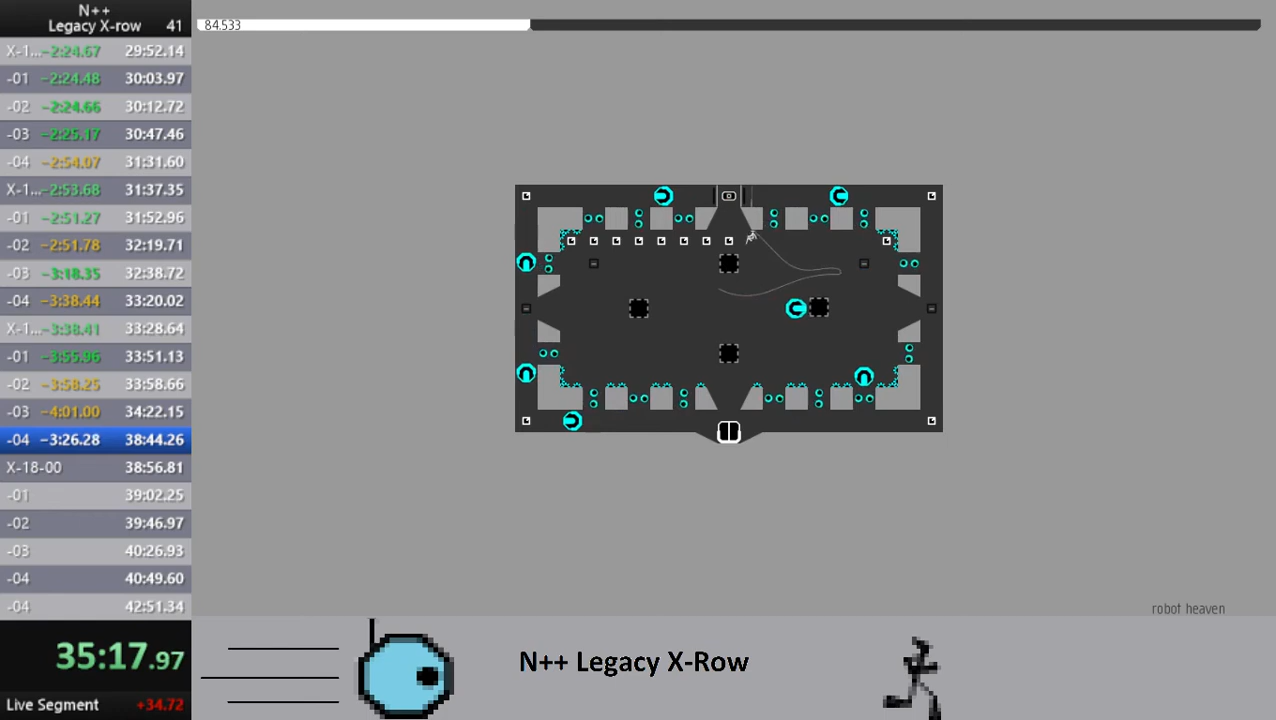 N++
Legacy X-row 41
84.533
X-1... −2:24.67 29:52.14
-01 −2:24.48 30:03.97
-02 −2:24.66 30:12.72
-03 −2:25.17 30:47.46
-04 −2:54.07 31:31.60
X-1... −2:53.68 31:37.35
-01 −2:51.27 31:52.96
-02 −2:51.78 32:19.71
-03 −3:18.35 32:38.72
-04 −3:38.44 33:20.02
X-1... −3:38.41 33:28.64
-01 −3:55.96 33:51.13
-02 −3:58.25 33:58.66
-03 −4:01.00 34:22.15
-04 −3:26.28 38:44.26
X-18-00 38:56.81
-01 39:02.25
-02 39:46.97
-03 40:26.93
-04 40:49.60
-04 42:51.34
robot heaven
35:17.97
Live Segment +34.72
N++ Legacy X-Row